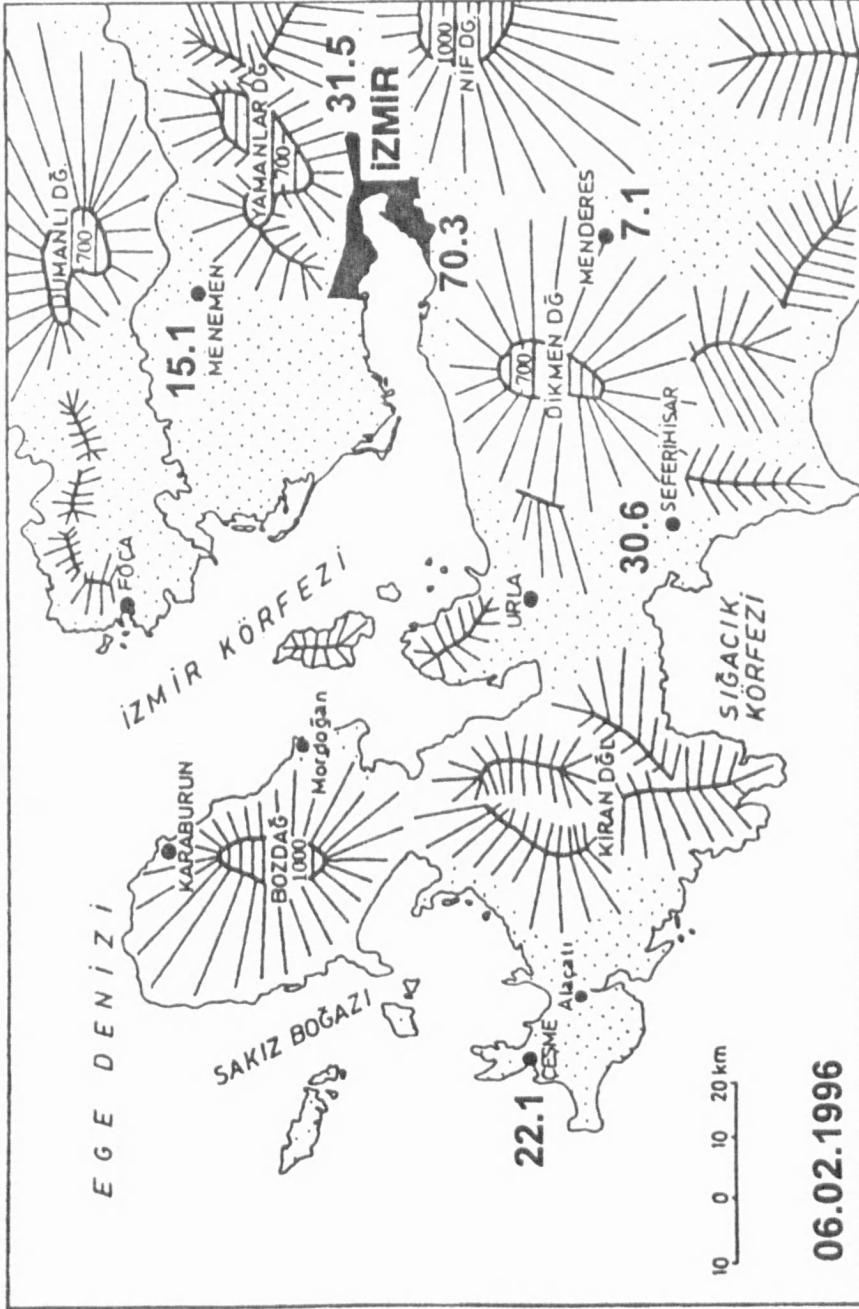 EGE DENİZİ
KARABURUN
BOZDAĞ
1000
Mordoğan
SAKIZ BOĞAZI
İZMİR KÖRFEZİ
FOÇA
DUMANLI DĞ.
700
15.1
MENEMEN
YAMANLAR DĞ
700
31.5
İZMİR
70.3
1000
NİF DĞ.
22.1
ÇEŞME
Alaçatı
KIRAN DĞL
URLA
DİKMEN DĞ
700
MENDERES
7.1
30.6
SEFERİHİSAR
SIĞACIK
KÖRFEZİ
10 0 10 20 km
06.02.1996